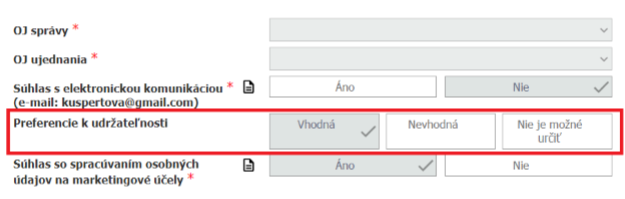 OJ správy *
OJ ujednania *
Súhlas s elektronickou komunikáciou *
(e-mail: kuspertova@gmail.com)
Áno
Nie
Preferencie k udržateľnosti
Vhodná
Nevhodná
Nie je možné
určiť
Súhlas so spracúvaním osobných
údajov na marketingové účely *
Áno
Nie